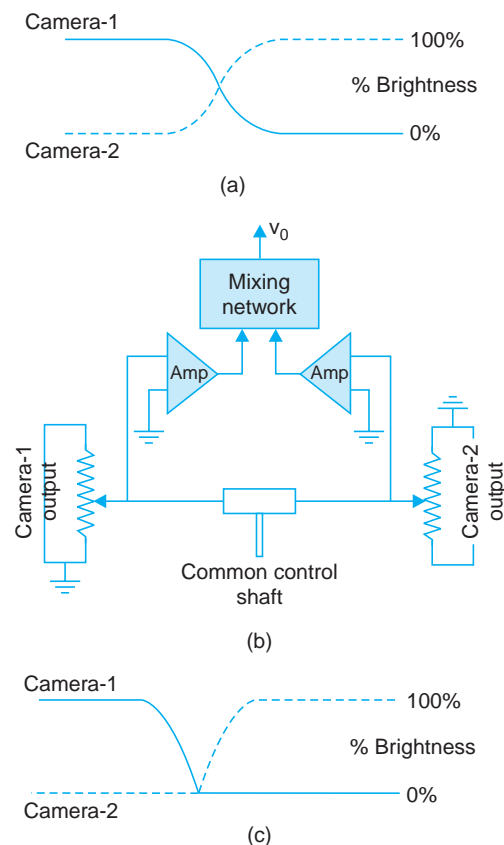 Camera-1
100%
% Brightness
0%
Camera-2
(a)
v0
Mixing
network
Amp
Amp
Camera-1
output
Camera-2
output
Common control
shaft
(b)
Camera-1
100%
% Brightness
0%
Camera-2
(c)